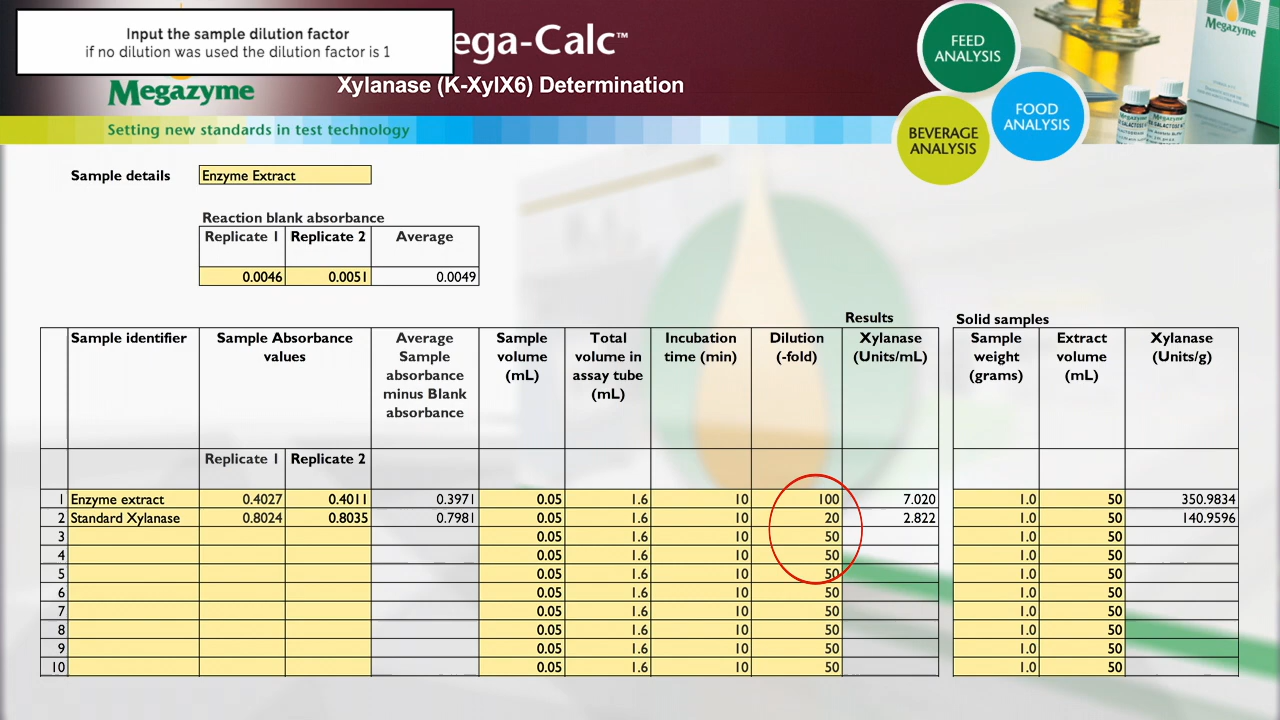 Input the sample dilution factor
if no dilution was used the dilution factor is 1
ega-Calc™
Xylanase (K-XylX6) Determination
Megazyme
Setting new standards in test technology
FEED
ANALYSIS
FOOD
ANALYSIS
BEVERAGE
ANALYSIS
Megazyme
Sample details Enzyme Extract
Reaction blank absorbance
Replicate 1 Replicate 2 Average
0.0046 0.0051 0.0049
Results Solid samples
Sample identifier Sample Absorbance values Average Sample absorbance minus Blank absorbance Sample volume (mL) Total volume in assay tube (mL) Incubation time (min) Dilution (-fold) Xylanase (Units/mL) Sample weight (grams) Extract volume (mL) Xylanase (Units/g)
Replicate 1 Replicate 2
1 Enzyme extract 0.4027 0.4011 0.3971 0.05 1.6 10 100 7.020 1.0 50 350.9834
2 Standard Xylanase 0.8024 0.8035 0.7981 0.05 1.6 10 20 2.822 1.0 50 140.9596
3 0.05 1.6 10 50 1.0 50
4 0.05 1.6 10 50 1.0 50
5 0.05 1.6 10 50 1.0 50
6 0.05 1.6 10 50 1.0 50
7 0.05 1.6 10 50 1.0 50
8 0.05 1.6 10 50 1.0 50
9 0.05 1.6 10 50 1.0 50
10 0.05 1.6 10 50 1.0 50